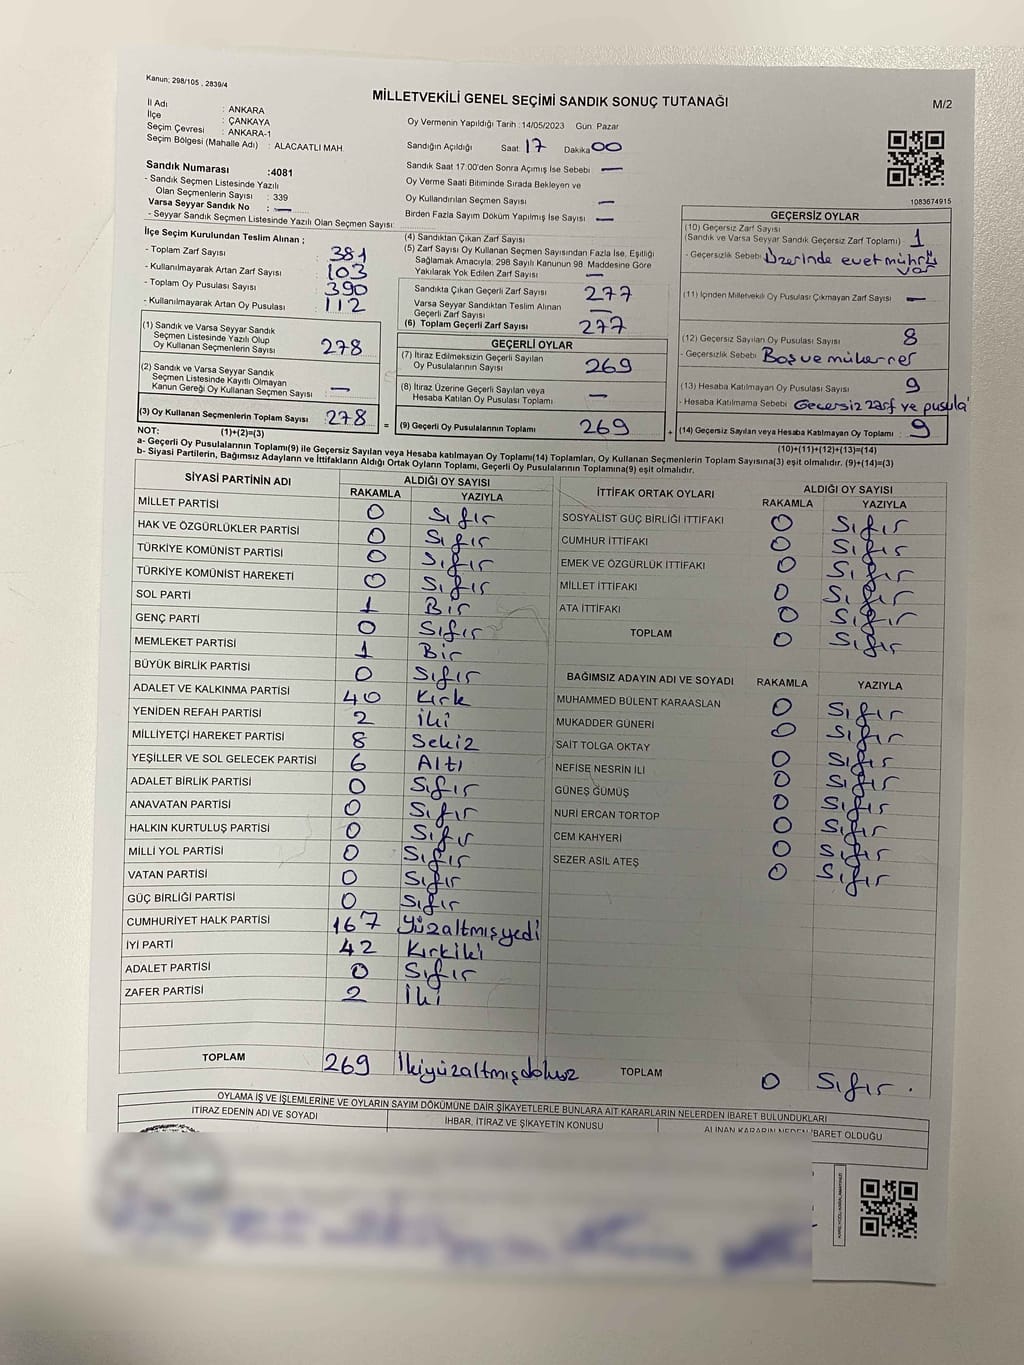 Kanun; 298/105 , 2839/4
MİLLETVEKİLİ GENEL SEÇİMİ SANDIK SONUÇ TUTANAĞI
M/2
İl Adı : ANKARA
İlçe : ÇANKAYA
Seçim Çevresi : ANKARA-1
Seçim Bölgesi (Mahalle Adı) : ALACAATLI MAH.
Oy Vermenin Yapıldığı Tarih : 14/05/2023 Gün: Pazar
Sandığın Açıldığı Saat 17 Dakika 00
Sandık Saat 17:00'den Sonra Açımış İse Sebebi —
Oy Verme Saati Bitiminde Sırada Bekleyen ve
Oy Kullandırılan Seçmen Sayısı —
Birden Fazla Sayım Döküm Yapılmış İse Sayısı —
1083674915
Sandık Numarası :4081
- Sandık Seçmen Listesinde Yazılı
Olan Seçmenlerin Sayısı : 339
Varsa Seyyar Sandık No : —
- Seyyar Sandık Seçmen Listesinde Yazılı Olan Seçmen Sayısı:
İlçe Seçim Kurulundan Teslim Alınan ;
- Toplam Zarf Sayısı : 381
- Kullanılmayarak Artan Zarf Sayısı : 103
- Toplam Oy Pusulası Sayısı : 390
- Kullanılmayarak Artan Oy Pusulası : 112
(1) Sandık ve Varsa Seyyar Sandık
Seçmen Listesinde Yazılı Olup
Oy Kullanan Seçmenlerin Sayısı : 278
(2) Sandık ve Varsa Seyyar Sandık
Seçmen Listesinde Kayıtlı Olmayan
Kanun Gereği Oy Kullanan Seçmen Sayısı : —
(3) Oy Kullanan Seçmenlerin Toplam Sayısı : 278
(4) Sandıktan Çıkan Zarf Sayısı
(5) Zarf Sayısı Oy Kullanan Seçmen Sayısından Fazla İse, Eşitliği
Sağlamak Amacıyla; 298 Sayılı Kanunun 98. Maddesine Göre
Yakılarak Yok Edilen Zarf Sayısı —
Sandıkta Çıkan Geçerli Zarf Sayısı 277
Varsa Seyyar Sandıktan Teslim Alınan
Geçerli Zarf Sayısı —
(6) Toplam Geçerli Zarf Sayısı 277
GEÇERLİ OYLAR
(7) İtiraz Edilmeksizin Geçerli Sayılan
Oy Pusulalarının Sayısı 269
(8) İtiraz Üzerine Geçerli Sayılan veya
Hesaba Katılan Oy Pusulası Toplamı —
= (9) Geçerli Oy Pusulalarının Toplamı 269
GEÇERSİZ OYLAR
(10) Geçersiz Zarf Sayısı
(Sandık ve Varsa Seyyar Sandık Geçersiz Zarf Toplamı) : 1
- Geçersizlik Sebebi : Üzerinde evet mührü
var
(11) İçinden Milletvekili Oy Pusulası Çıkmayan Zarf Sayısı : —
(12) Geçersiz Sayılan Oy Pusulası Sayısı : 8
- Geçersizlik Sebebi : Boş ve mükerrer
(13) Hesaba Katılmayan Oy Pusulası Sayısı : 9
- Hesaba Katılmama Sebebi : Geçersiz zarf ve pusula
+ (14) Geçersiz Sayılan veya Hesaba Katılmayan Oy Toplamı : 9
NOT: (1)+(2)=(3)
(10)+(11)+(12)+(13)=(14)
a- Geçerli Oy Pusulalarının Toplamı(9) ile Geçersiz Sayılan veya Hesaba katılmayan Oy Toplamı(14) Toplamları, Oy Kullanan Seçmenlerin Toplam Sayısına(3) eşit olmalıdır. (9)+(14)=(3)
b- Siyasi Partilerin, Bağımsız Adayların ve İttifakların Aldığı Ortak Oyların Toplamı, Geçerli Oy Pusulalarının Toplamına(9) eşit olmalıdır.
SİYASİ PARTİNİN ADI ALDIĞI OY SAYISI
RAKAMLA YAZIYLA
MİLLET PARTİSİ 0 Sıfır
HAK VE ÖZGÜRLÜKLER PARTİSİ 0 Sıfır
TÜRKİYE KOMÜNİST PARTİSİ 0 Sıfır
TÜRKİYE KOMÜNİST HAREKETİ 0 Sıfır
SOL PARTİ 1 Bir
GENÇ PARTİ 0 Sıfır
MEMLEKET PARTİSİ 1 Bir
BÜYÜK BİRLİK PARTİSİ 0 Sıfır
ADALET VE KALKINMA PARTİSİ 40 Kırk
YENİDEN REFAH PARTİSİ 2 İki
MİLLİYETÇİ HAREKET PARTİSİ 8 Sekiz
YEŞİLLER VE SOL GELECEK PARTİSİ 6 Altı
ADALET BİRLİK PARTİSİ 0 Sıfır
ANAVATAN PARTİSİ 0 Sıfır
HALKIN KURTULUŞ PARTİSİ 0 Sıfır
MİLLİ YOL PARTİSİ 0 Sıfır
VATAN PARTİSİ 0 Sıfır
GÜÇ BİRLİĞİ PARTİSİ 0 Sıfır
CUMHURİYET HALK PARTİSİ 167 Yüzaltmışyedi
İYİ PARTİ 42 Kırkiki
ADALET PARTİSİ 0 Sıfır
ZAFER PARTİSİ 2 İki
TOPLAM 269 İkiyüzaltmışdokuz
İTTİFAK ORTAK OYLARI ALDIĞI OY SAYISI
RAKAMLA YAZIYLA
SOSYALİST GÜÇ BİRLİĞİ İTTİFAKI 0 Sıfır
CUMHUR İTTİFAKI 0 Sıfır
EMEK VE ÖZGÜRLÜK İTTİFAKI 0 Sıfır
MİLLET İTTİFAKI 0 Sıfır
ATA İTTİFAKI 0 Sıfır
TOPLAM 0 Sıfır
BAĞIMSIZ ADAYIN ADI VE SOYADI RAKAMLA YAZIYLA
MUHAMMED BÜLENT KARAASLAN 0 Sıfır
MUKADDER GÜNERİ 0 Sıfır
SAİT TOLGA OKTAY 0 Sıfır
NEFİSE NESRİN İLİ 0 Sıfır
GÜNEŞ GÜMÜŞ 0 Sıfır
NURİ ERCAN TORTOP 0 Sıfır
CEM KAHYERİ 0 Sıfır
SEZER ASİL ATEŞ 0 Sıfır
TOPLAM 0 Sıfır .
OYLAMA İŞ VE İŞLEMLERİNE VE OYLARIN SAYIM DÖKÜMÜNE DAİR ŞİKAYETLERLE BUNLARA AİT KARARLARIN NELERDEN İBARET BULUNDUKLARI
İTİRAZ EDENİN ADI VE SOYADI İHBAR, İTİRAZ VE ŞİKAYETİN KONUSU ALINAN KARARIN NEDEN İBARET OLDUĞU